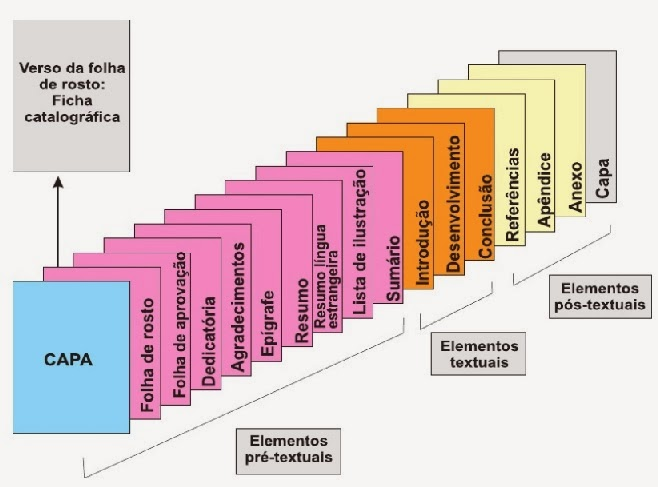 Verso da folha
de rosto:
Ficha
catalográfica
CAPA
Folha de rosto
Folha de aprovação
Dedicatória
Agradecimentos
Epígrafe
Resumo
Resumo língua
estrangeira
Lista de ilustração
Sumário
Introdução
Desenvolvimento
Conclusão
Referências
Apêndice
Anexo
Capa
Elementos
pré-textuais
Elementos
textuais
Elementos
pós-textuais